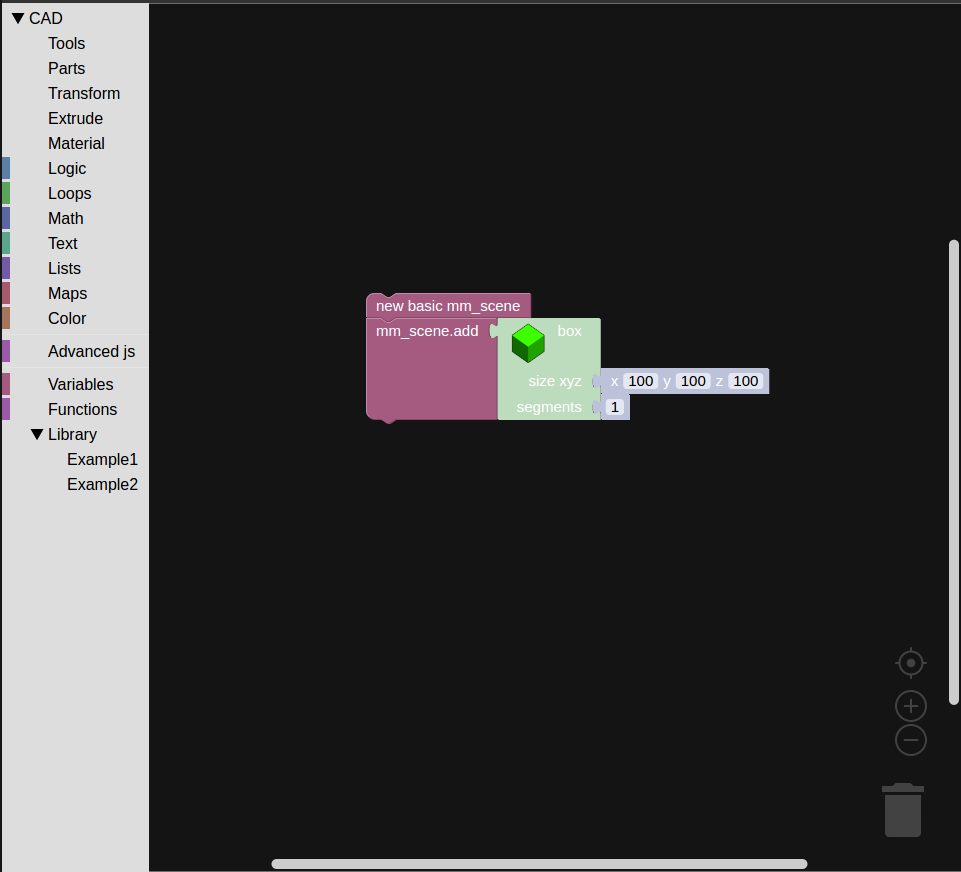 CAD
Tools
Parts
Transform
Extrude
Material
Logic
Loops
Math
Text
Lists
Maps
Color
Advanced js
Variables
Functions
Library
Example1
Example2
new basic mm_scene
mm_scene.add box
size xyz x 100 y 100 z 100
segments 1